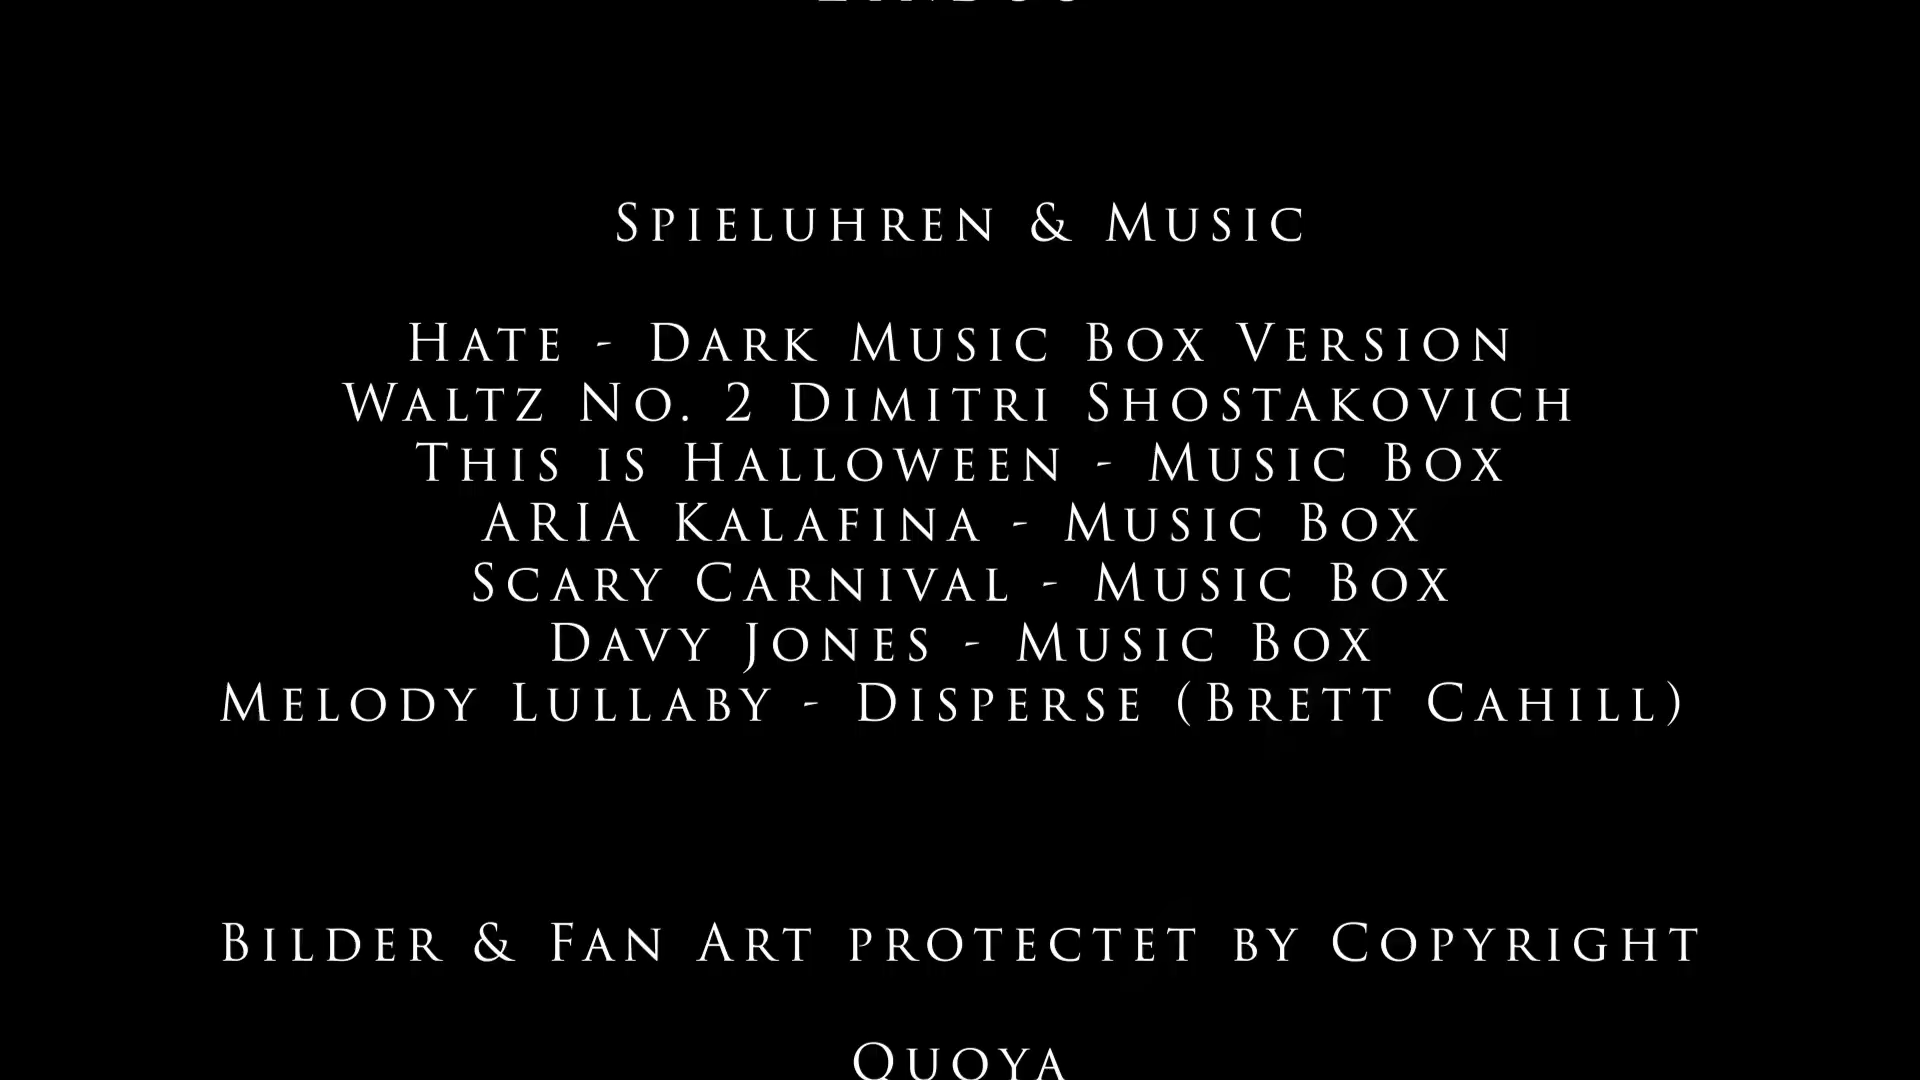 Spieluhren & Music
Hate - Dark Music Box Version
Waltz No. 2 Dimitri Shostakovich
This is Halloween - Music Box
ARIA Kalafina - Music Box
Scary Carnival - Music Box
Davy Jones - Music Box
Melody Lullaby - Disperse (Brett Cahill)
Bilder & Fan Art protectet by Copyright
Quoya